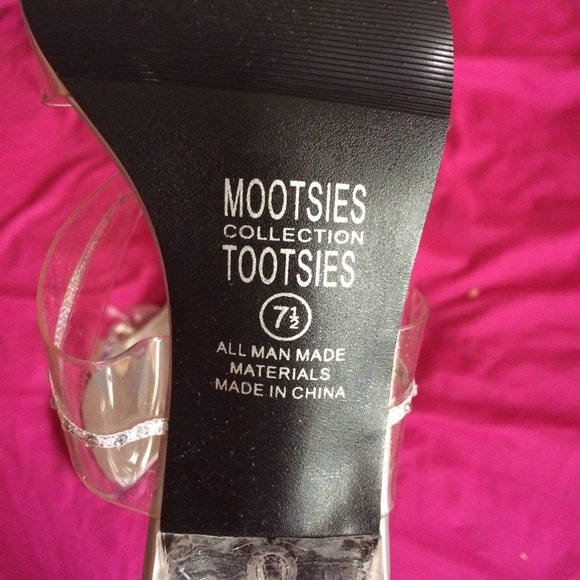 MOOTSIES
COLLECTION
TOOTSIES
7½
ALL MAN MADE
MATERIALS
MADE IN CHINA